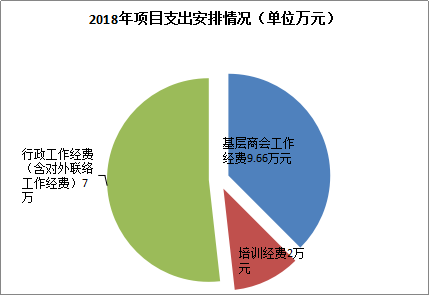 2018年项目支出安排情况（单位万元）
基层商会工作
经费9.66万元
行政工作经费
（含对外联络
工作经费）7
万
培训经费2万
元